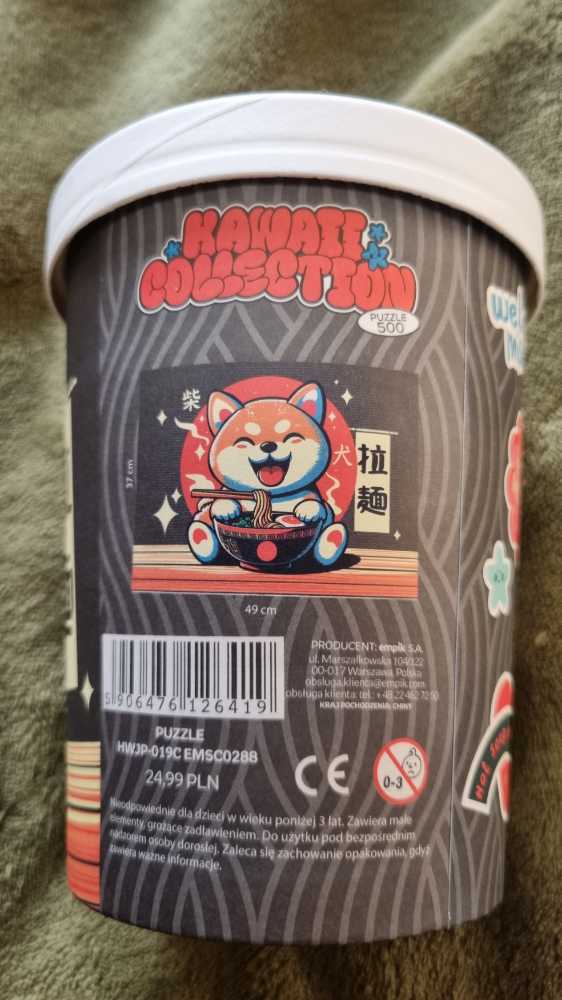 KAWAII
COLLECTION
PUZZLE
500
柴
犬
拉
麺
37 cm
49 cm
5 906476 126419
PUZZLE
HWJP-019C EMSC0288
24,99 PLN
PRODUCENT: empik S.A.
ul. Marszałkowska 104/122
00-017 Warszawa, Polska
obsluga.klienta@empik.com
obsługa klienta: tel.: +48 22 462 72 50
KRAJ POCHODZENIA: CHINY
CE
0-3
Nieodpowiednie dla dzieci w wieku poniżej 3 lat. Zawiera małe
elementy, grożące zadławieniem. Do użytku pod bezpośrednim
nadzorem osoby dorosłej. Zaleca się zachowanie opakowania, gdyż
zawiera ważne informacje.